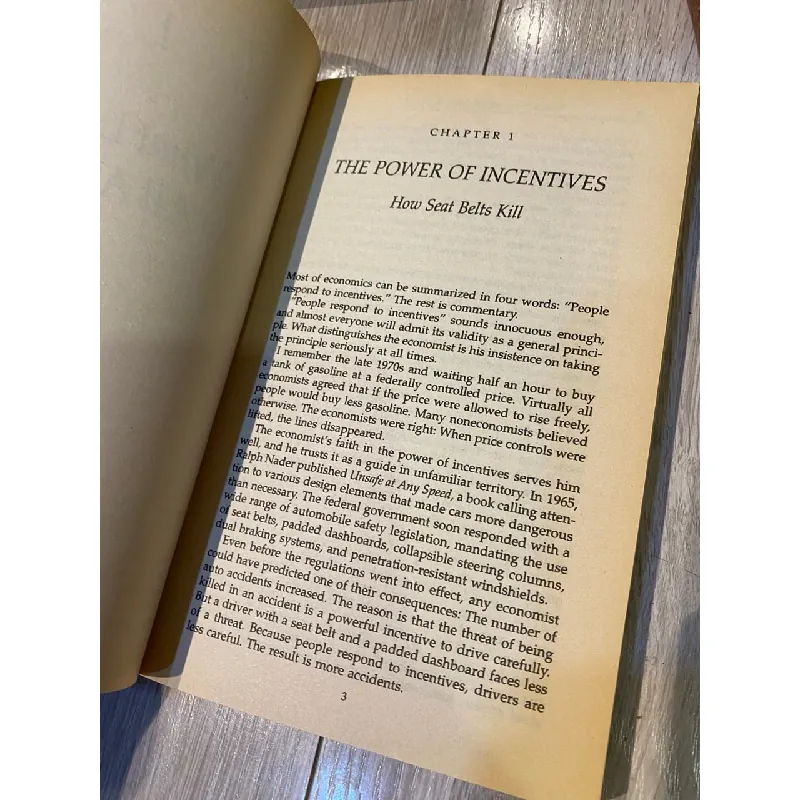 CHAPTER 1
THE POWER OF INCENTIVES
How Seat Belts Kill
Most of economics can be summarized in four words: "People
respond to incentives." The rest is commentary.
"People respond to incentives" sounds innocuous enough,
and almost everyone will admit its validity as a general princi-
ple. What distinguishes the economist is his insistence on taking
the principle seriously at all times.
I remember the late 1970s and waiting half an hour to buy
a tank of gasoline at a federally controlled price. Virtually all
economists agreed that if the price were allowed to rise freely,
people would buy less gasoline. Many noneconomists believed
otherwise. The economists were right: When price controls were
lifted, the lines disappeared.
The economist's faith in the power of incentives serves him
well, and he trusts it as a guide in unfamiliar territory. In 1965,
Ralph Nader published Unsafe at Any Speed, a book calling atten-
tion to various design elements that made cars more dangerous
than necessary. The federal government soon responded with a
wide range of automobile safety legislation, mandating the use
of seat belts, padded dashboards, collapsible steering columns,
dual braking systems, and penetration-resistant windshields.
Even before the regulations went into effect, any economist
could have predicted one of their consequences: The number of
auto accidents increased. The reason is that the threat of being
killed in an accident is a powerful incentive to drive carefully.
But a driver with a seat belt and a padded dashboard faces less
of a threat. Because people respond to incentives, drivers are
less careful. The result is more accidents.
3